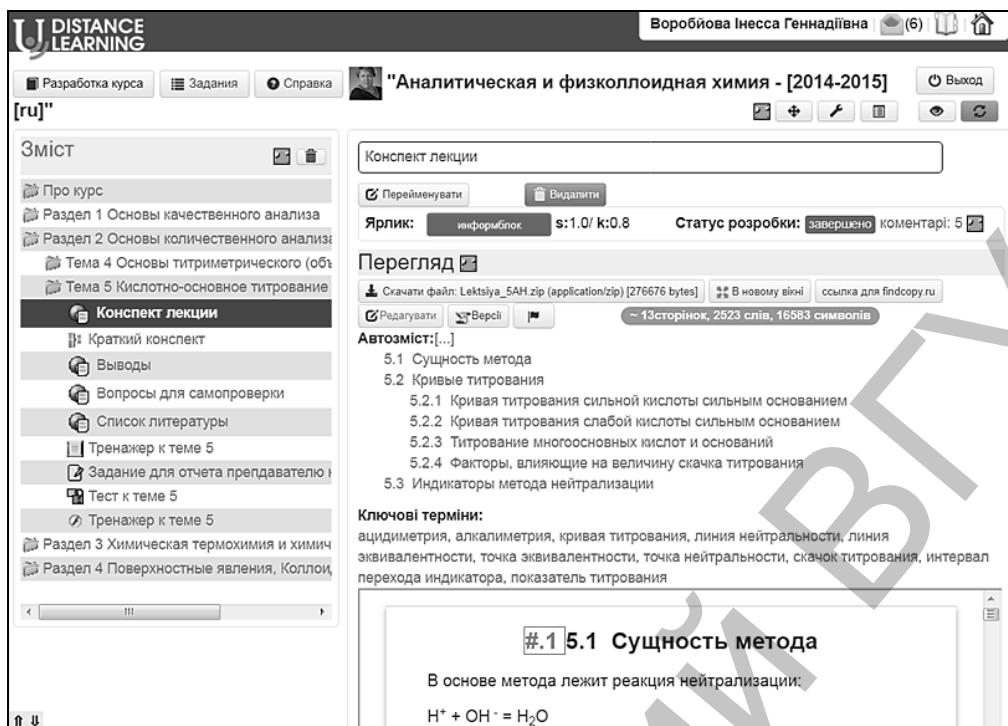 DISTANCE
LEARNING
Воробйова Інесса Геннадіївна (6)
Разработка курса Задания Справка "Аналитическая и физколлоидная химия - [2014-2015] Выход
[ru]"
Зміст
Про курс
Раздел 1 Основы качественного анализа
Раздел 2 Основы количественного анализа
Тема 4 Основы титриметрического (объ
Тема 5 Кислотно-основное титрование
Конспект лекции
Краткий конспект
Выводы
Вопросы для самопроверки
Список литературы
Тренажер к теме 5
Задание для отчета препдавателю
Тест к теме 5
Тренажер к теме 5
Раздел 3 Химическая термохимия и химич
Раздел 4 Поверхностные явления, Коллои
Конспект лекции
Перейменувати Видалити
Ярлик: информблок s:1.0/ k:0.8 Статус розробки: завершено коментарі: 5
Перегляд
Скачати файл: Lektsiya_5AH.zip (application/zip) [276676 bytes] В новому вікні ссылка для findcopy.ru
Редагувати Версії ~ 13сторінок, 2523 слів, 16583 символів
Автозміст:[...]
5.1 Сущность метода
5.2 Кривые титрования
5.2.1 Кривая титрования сильной кислоты сильным основанием
5.2.2 Кривая титрования слабой кислоты сильным основанием
5.2.3 Титрование многоосновных кислот и оснований
5.2.4 Факторы, влияющие на величину скачка титрования
5.3 Индикаторы метода нейтрализации
Ключові терміни:
ацидиметрия, алкалиметрия, кривая титрования, линия нейтральности, линия
эквивалентности, точка эквивалентности, точка нейтральности, скачок титрования, интервал
перехода индикатора, показатель титрования
#.1 5.1 Сущность метода
В основе метода лежит реакция нейтрализации:
H⁺ + OH⁻ = H₂O
ИЙ ВГУ